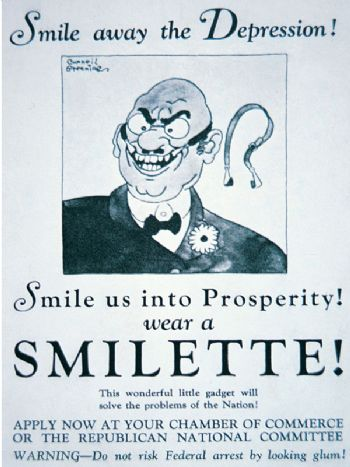 Smile away the Depression!
Smile us into Prosperity!
wear a
SMILETTE!
This wonderful little gadget will
solve the problems of the Nation!
APPLY NOW AT YOUR CHAMBER OF COMMERCE
OR THE REPUBLICAN NATIONAL COMMITTEE
WARNING—Do not risk Federal arrest by looking glum!